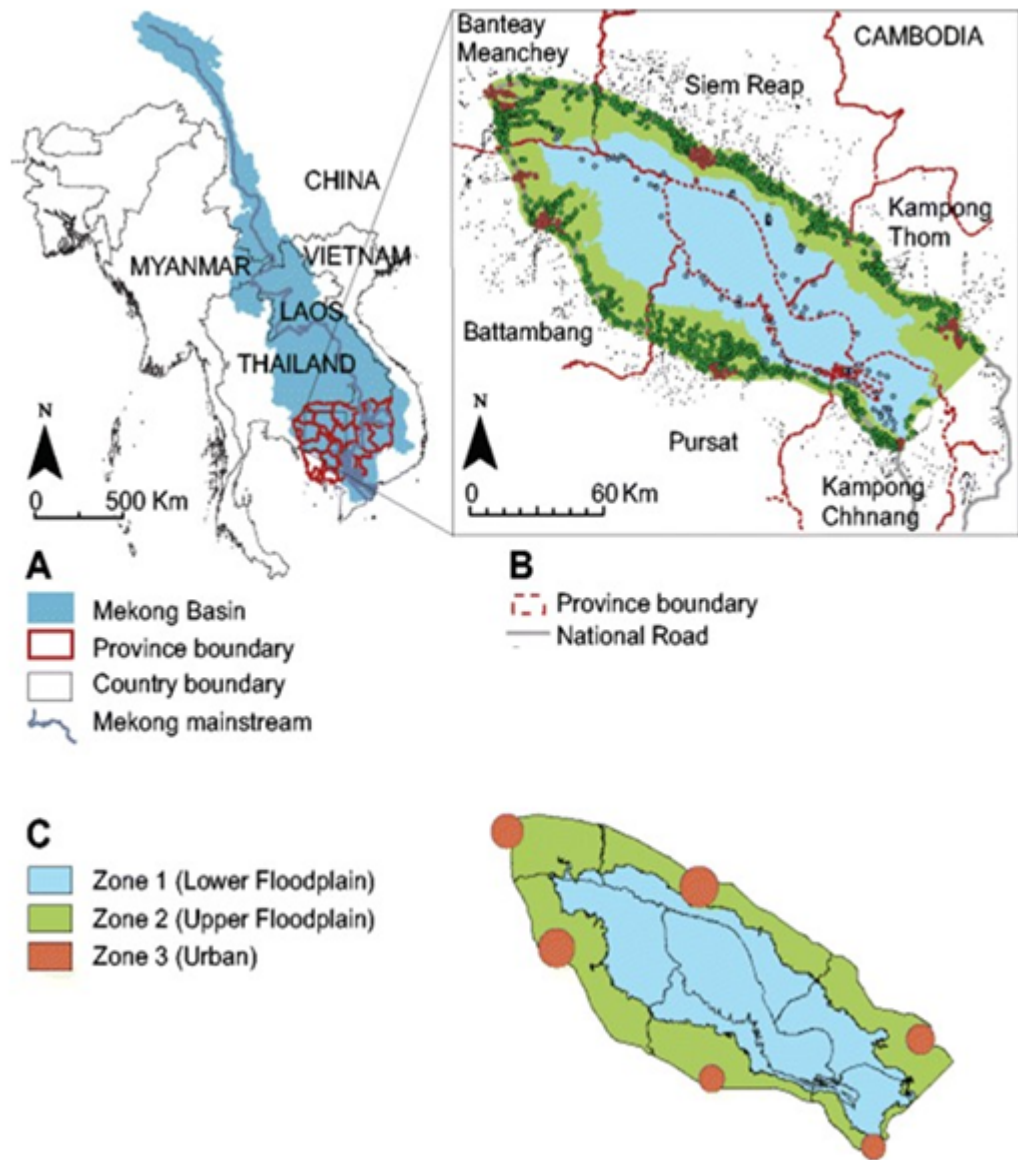 CHINA
MYANMAR
VIETNAM
LAOS
THAILAND
N
0 500 Km
Banteay
Meanchey
CAMBODIA
Siem Reap
Kampong
Thom
Battambang
N
Pursat
0 60 Km
Kampong
Chhnang
A
Mekong Basin
Province boundary
Country boundary
Mekong mainstream
B
Province boundary
National Road
C
Zone 1 (Lower Floodplain)
Zone 2 (Upper Floodplain)
Zone 3 (Urban)